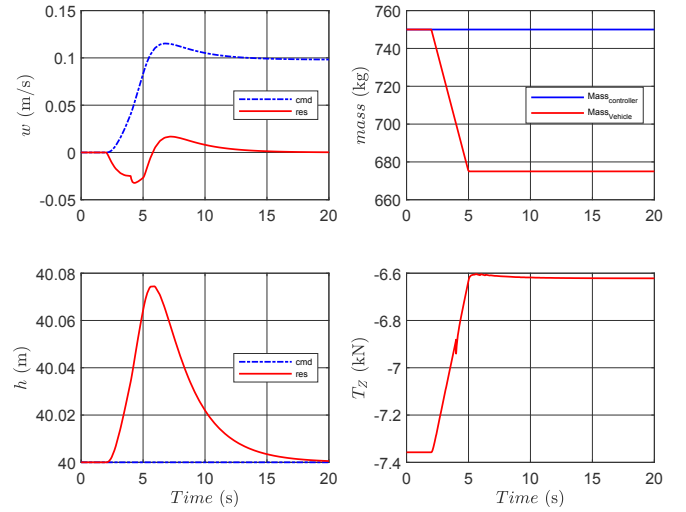 0.15
0.1
0.05
0
-0.05
w (m/s)
cmd
res
0 5 10 15 20
760
740
720
700
680
660
mass (kg)
Mass_controller
Mass_Vehicle
0 5 10 15 20
40.08
40.06
40.04
40.02
40
h (m)
cmd
res
0 5 10 15 20
Time (s)
-6.6
-6.8
-7
-7.2
-7.4
T_Z (kN)
0 5 10 15 20
Time (s)